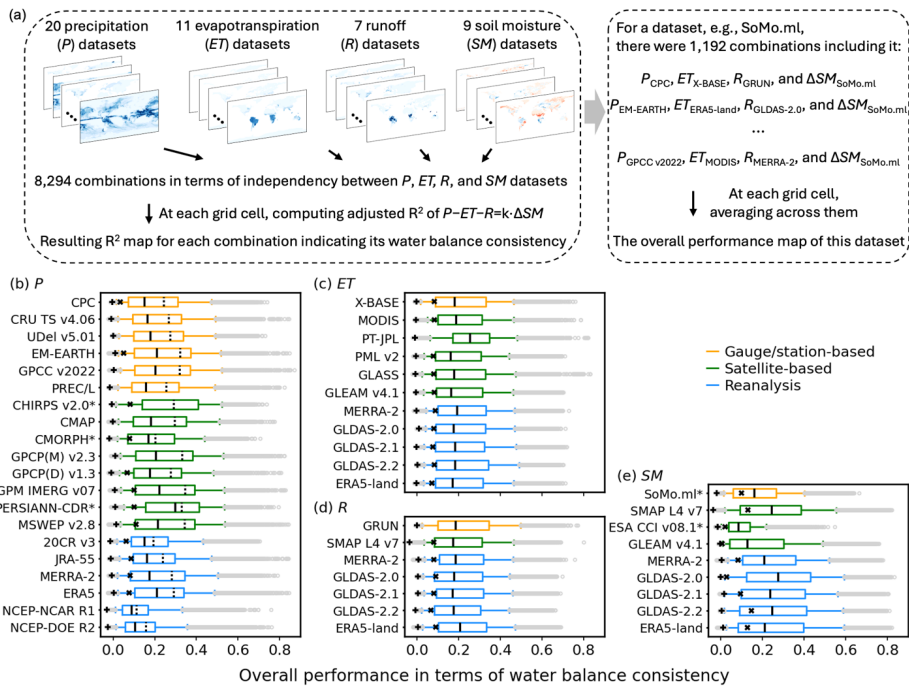 (a)
20 precipitation
(P) datasets
11 evapotranspiration
(ET) datasets
7 runoff
(R) datasets
9 soil moisture
(SM) datasets
8,294 combinations in terms of independency between P, ET, R, and SM datasets
At each grid cell, computing adjusted R² of P−ET−R=k·ΔSM
Resulting R² map for each combination indicating its water balance consistency
For a dataset, e.g., SoMo.ml,
there were 1,192 combinations including it:
P_CPC, ET_X-BASE, R_GRUN, and ΔSM_SoMo.ml
P_EM-EARTH, ET_ERA5-land, R_GLDAS-2.0, and ΔSM_SoMo.ml
...
P_GPCC v2022, ET_MODIS, R_MERRA-2, and ΔSM_SoMo.ml
At each grid cell,
averaging across them
The overall performance map of this dataset
(b) P
CPC
CRU TS v4.06
UDel v5.01
EM-EARTH
GPCC v2022
PREC/L
CHIRPS v2.0*
CMAP
CMORPH*
GPCP(M) v2.3
GPCP(D) v1.3
GPM IMERG v07
PERSIANN-CDR*
MSWEP v2.8
20CR v3
JRA-55
MERRA-2
ERA5
NCEP-NCAR R1
NCEP-DOE R2
0.0 0.2 0.4 0.6 0.8
(c) ET
X-BASE
MODIS
PT-JPL
PML v2
GLASS
GLEAM v4.1
MERRA-2
GLDAS-2.0
GLDAS-2.1
GLDAS-2.2
ERA5-land
(d) R
GRUN
SMAP L4 v7
MERRA-2
GLDAS-2.0
GLDAS-2.1
GLDAS-2.2
ERA5-land
0.0 0.2 0.4 0.6 0.8
Gauge/station-based
Satellite-based
Reanalysis
(e) SM
SoMo.ml*
SMAP L4 v7
ESA CCI v08.1*
GLEAM v4.1
MERRA-2
GLDAS-2.0
GLDAS-2.1
GLDAS-2.2
ERA5-land
0.0 0.2 0.4 0.6 0.8
Overall performance in terms of water balance consistency